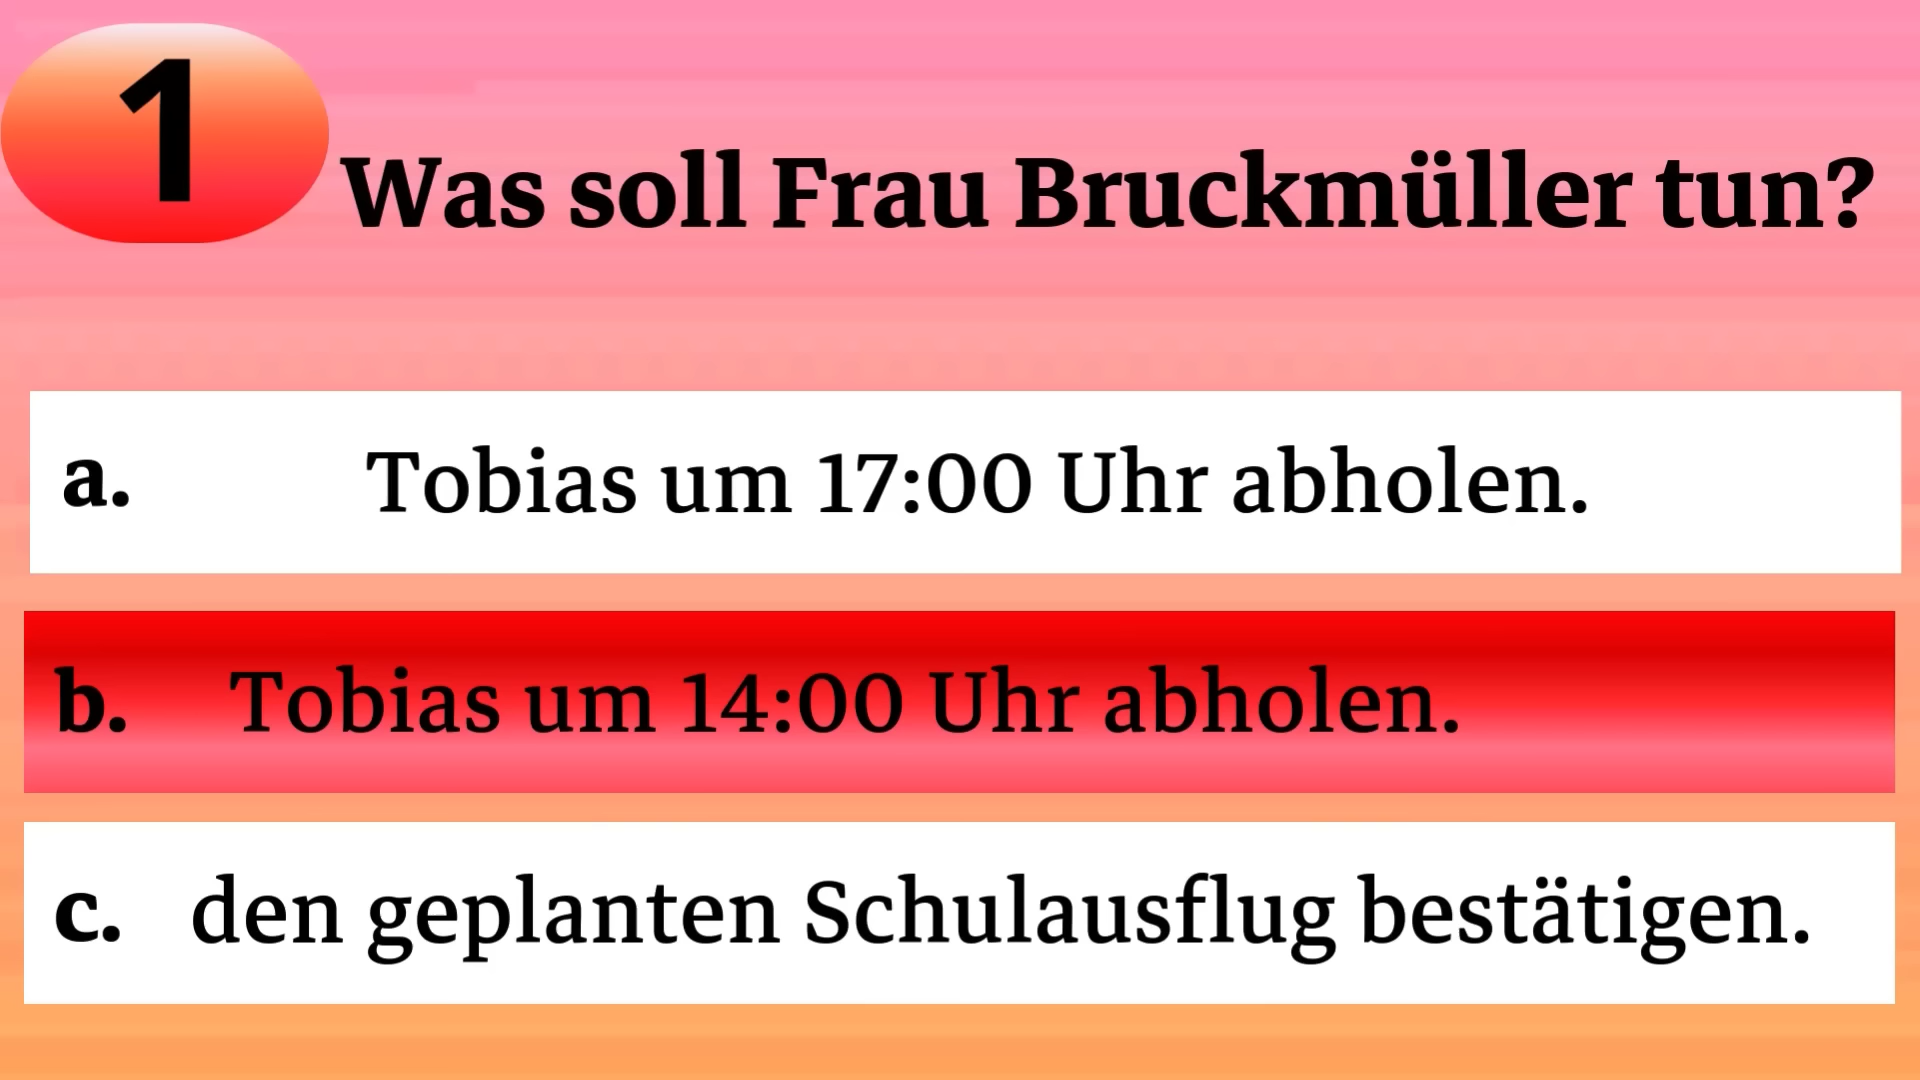 1
Was soll Frau Bruckmüller tun?
a. Tobias um 17:00 Uhr abholen.
b. Tobias um 14:00 Uhr abholen.
c. den geplanten Schulausflug bestätigen.